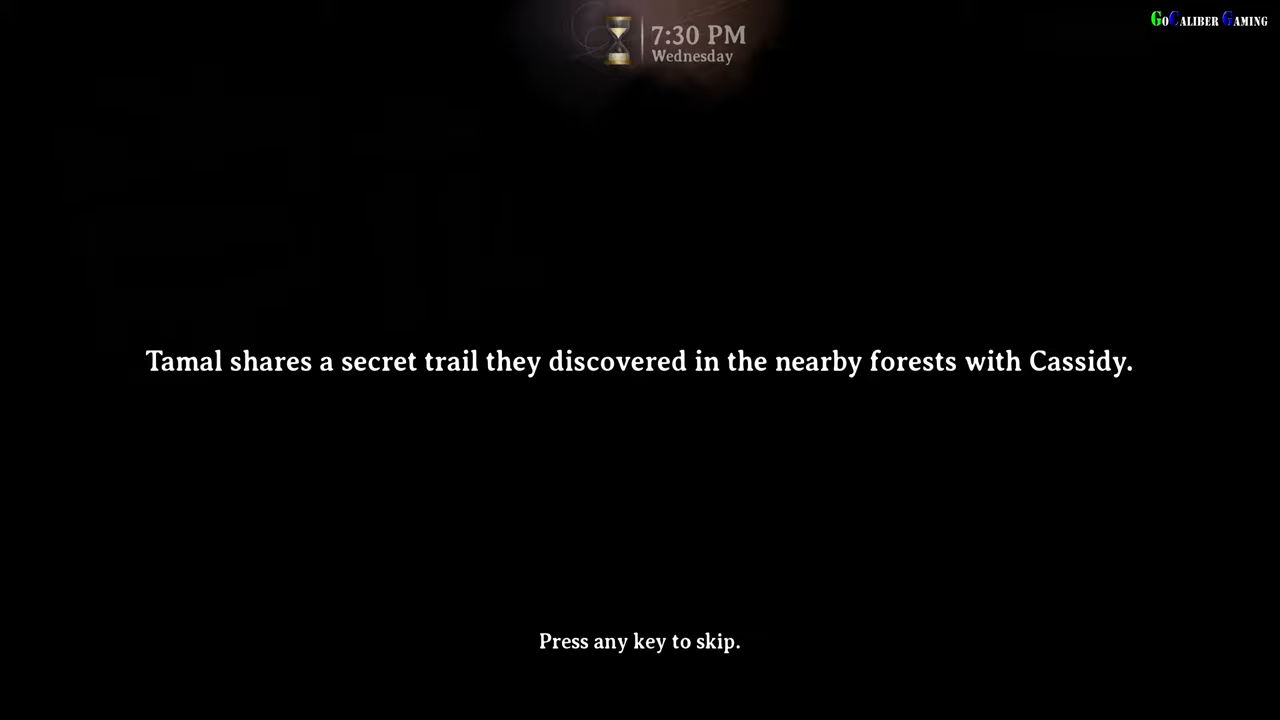 GoCaliber Gaming
7:30 PM
Wednesday
Tamal shares a secret trail they discovered in the nearby forests with Cassidy.
Press any key to skip.